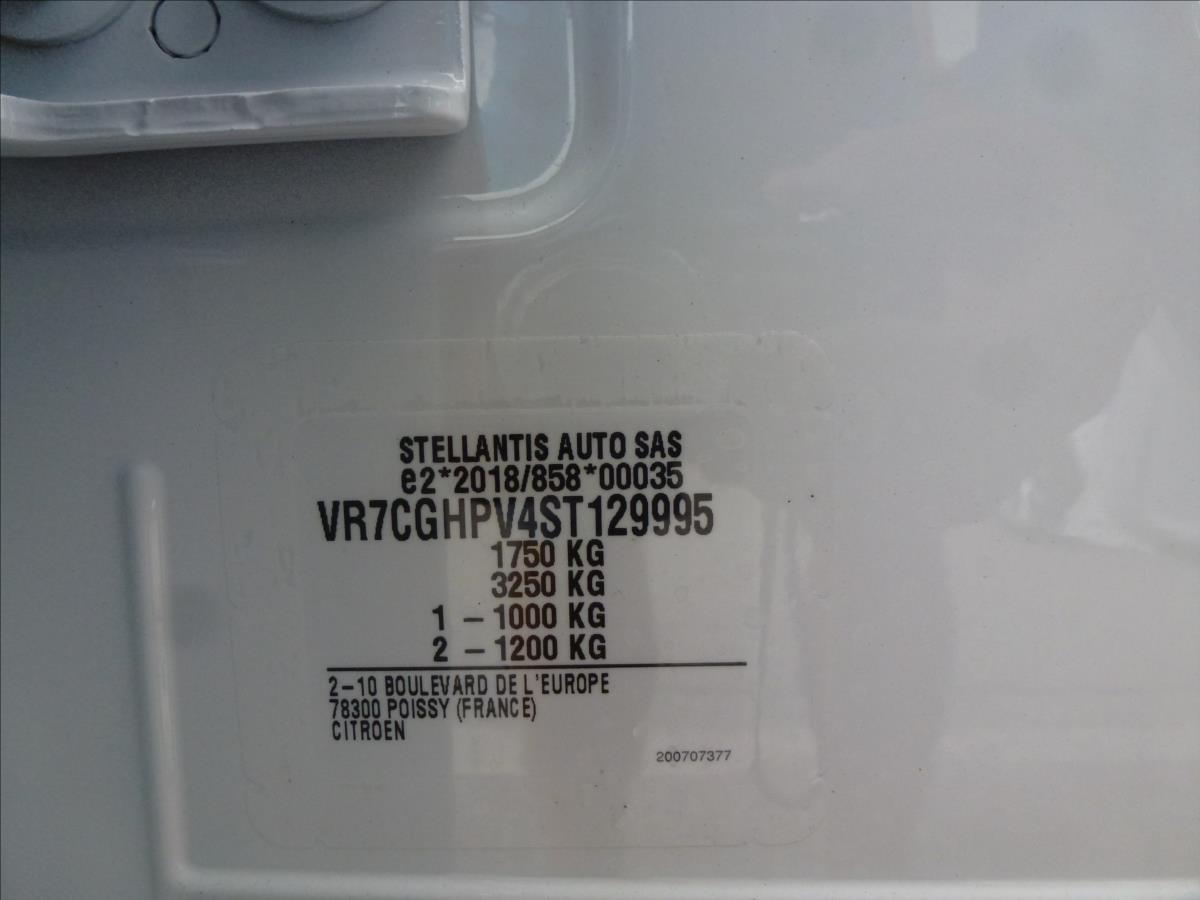 STELLANTIS AUTO SAS
e2*2018/858*00035
VR7CGHPV4ST129995
1750 KG
3250 KG
1 – 1000 KG
2 – 1200 KG
2–10 BOULEVARD DE L'EUROPE
78300 POISSY (FRANCE)
CITROEN
200707377